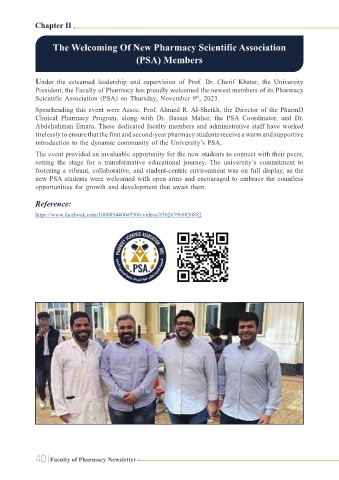 Chapter II
The Welcoming Of New Pharmacy Scientific Association
(PSA) Members
Under the esteemed leadership and supervision of Prof. Dr. Cherif Khater, the University
President, the Faculty of Pharmacy has proudly welcomed the newest members of its Pharmacy
Scientific Association (PSA) on Thursday, November 9th, 2023.
Spearheading this event were Assoc. Prof. Ahmed R. Al-Sheikh, the Director of the PharmD
Clinical Pharmacy Program, along with Dr. Basant Maher, the PSA Coordinator, and Dr.
Abdelrahman Emara. These dedicated faculty members and administrative staff have worked
tirelessly to ensure that the first and second-year pharmacy students receive a warm and supportive
introduction to the dynamic community of the University's PSA.
The event provided an invaluable opportunity for the new students to connect with their peers,
setting the stage for a transformative educational journey. The university's commitment to
fostering a vibrant, collaborative, and student-centric environment was on full display, as the
new PSA students were welcomed with open arms and encouraged to embrace the countless
opportunities for growth and development that await them.
Reference:
PHARMACY SCIENTIFIC ASSOCIATION
PSA
40 Faculty of Pharmacy Newsletter